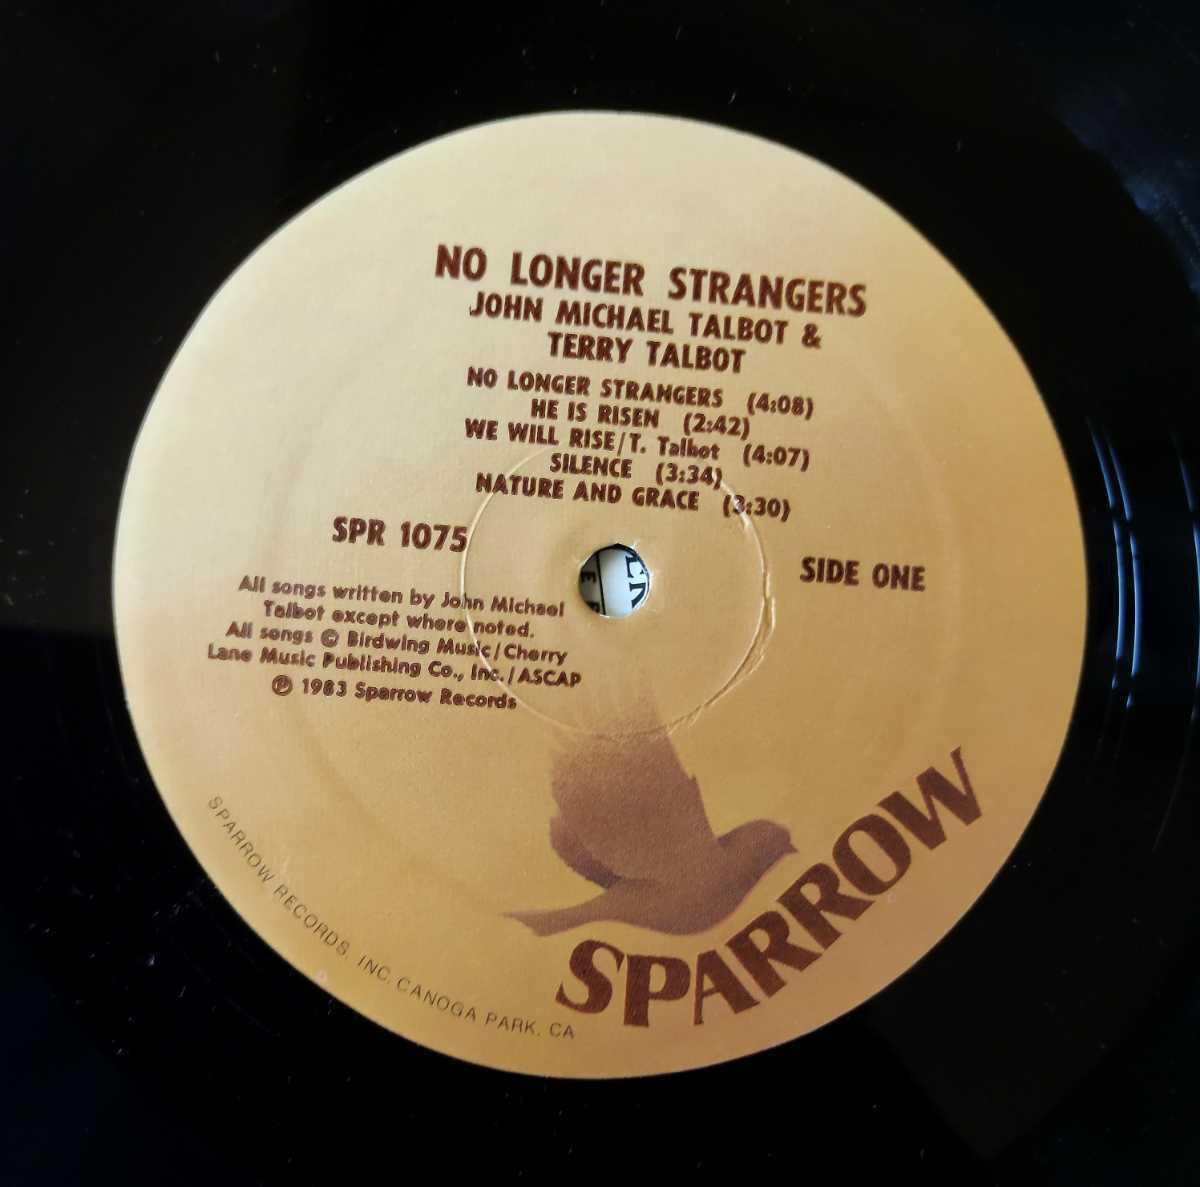 NO LONGER STRANGERS
JOHN MICHAEL TALBOT &
TERRY TALBOT
NO LONGER STRANGERS (4:08)
HE IS RISEN (2:42)
WE WILL RISE/T. Talbot (4:07)
SILENCE (3:34)
NATURE AND GRACE (3:30)
SPR 1075
SIDE ONE
All songs written by John Michael
Talbot except where noted.
All songs © Birdwing Music/Cherry
Lane Music Publishing Co., Inc./ASCAP
℗ 1983 Sparrow Records
SPARROW
SPARROW RECORDS, INC. CANOGA PARK, CA